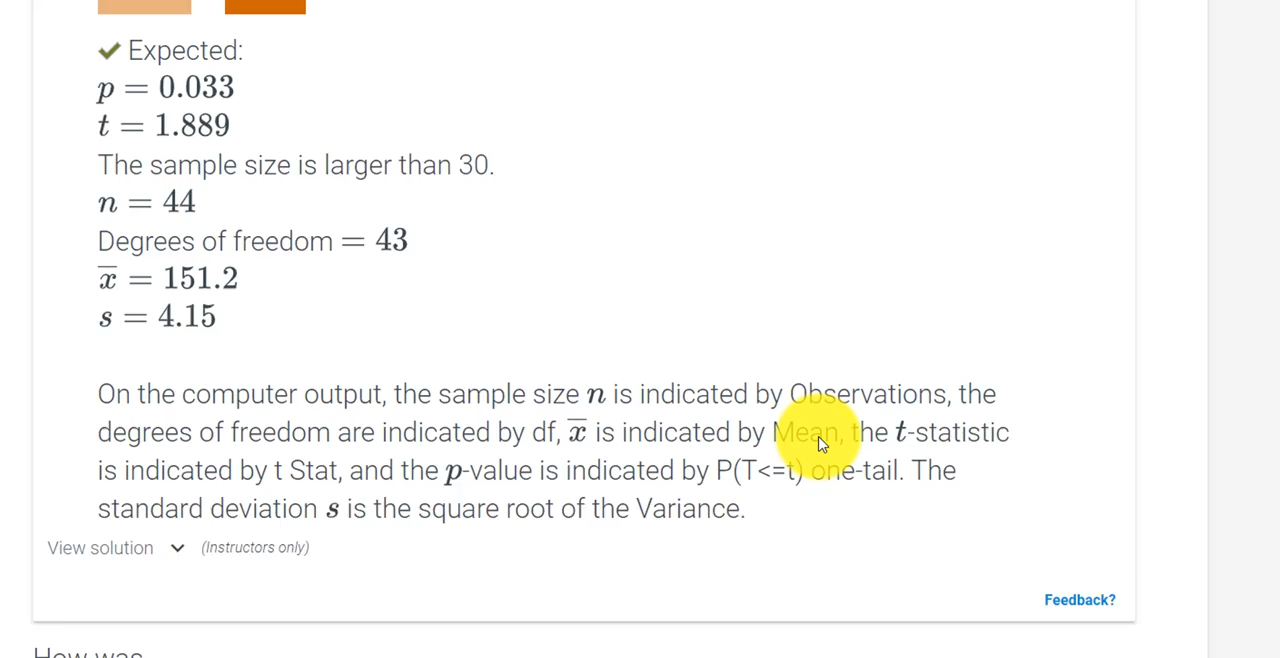 Expected:
p = 0.033
t = 1.889
The sample size is larger than 30.
n = 44
Degrees of freedom = 43
x̅ = 151.2
s = 4.15
On the computer output, the sample size n is indicated by Observations, the
degrees of freedom are indicated by df, x̅ is indicated by Mean, the t-statistic
is indicated by t Stat, and the p-value is indicated by P(T<=t) one-tail. The
standard deviation s is the square root of the Variance.
View solution (Instructors only)
Feedback?
How was